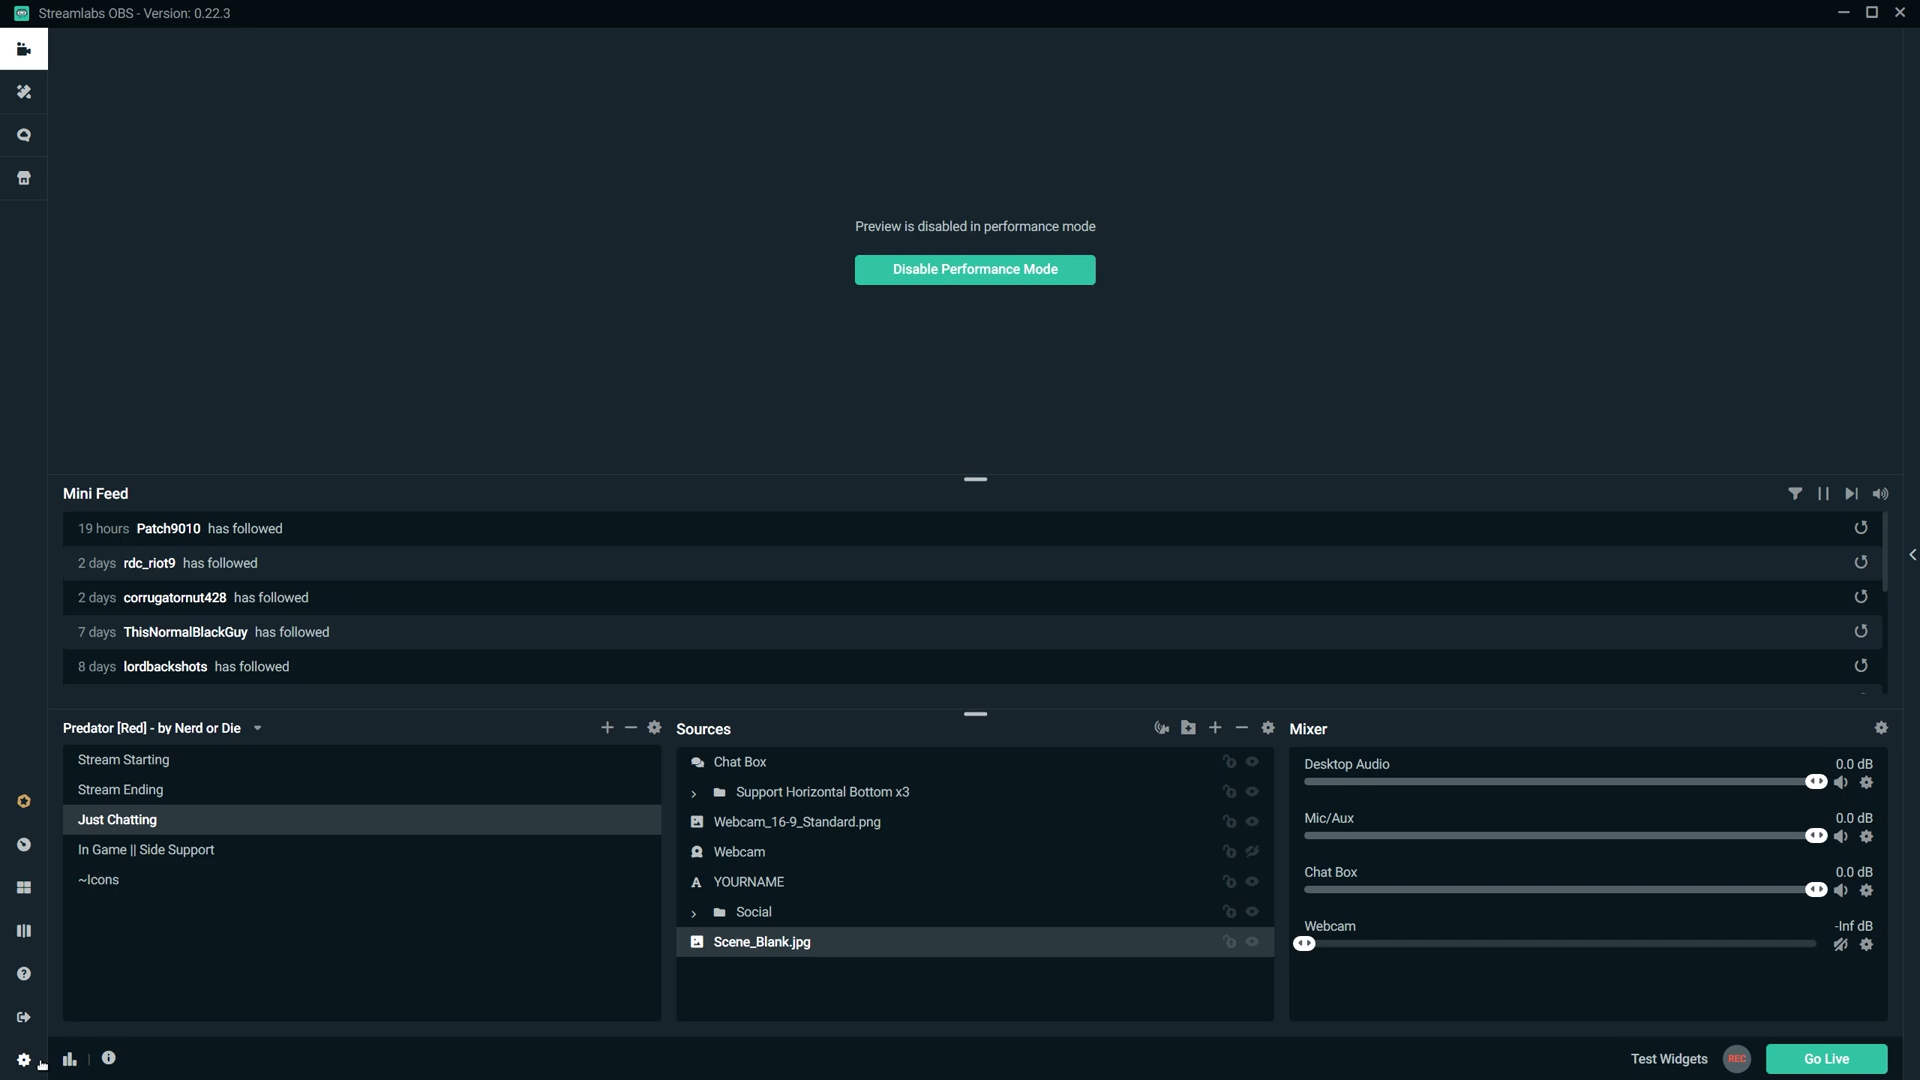 Streamlabs OBS - Version: 0.22.3
Preview is disabled in performance mode
Disable Performance Mode
Mini Feed
19 hours Patch9010 has followed
2 days rdc_riot9 has followed
2 days corrugatornut428 has followed
7 days ThisNormalBlackGuy has followed
8 days lordbackshots has followed
Predator [Red] - by Nerd or Die
Stream Starting
Stream Ending
Just Chatting
In Game || Side Support
~Icons
Sources
Chat Box
Support Horizontal Bottom x3
Webcam_16-9_Standard.png
Webcam
A YOURNAME
Social
Scene_Blank.jpg
Mixer
Desktop Audio 0.0 dB
Mic/Aux 0.0 dB
Chat Box 0.0 dB
Webcam -Inf dB
Test Widgets REC Go Live